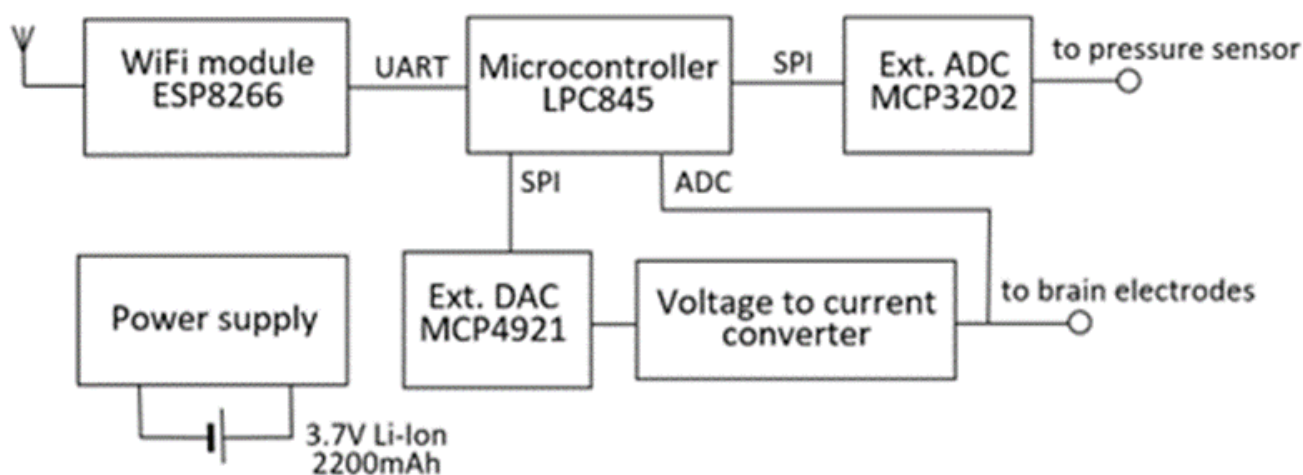 WiFi module
ESP8266
UART
Microcontroller
LPC845
SPI
Ext. ADC
MCP3202
to pressure sensor
SPI
ADC
Power supply
Ext. DAC
MCP4921
Voltage to current
converter
to brain electrodes
3.7V Li-Ion
2200mAh